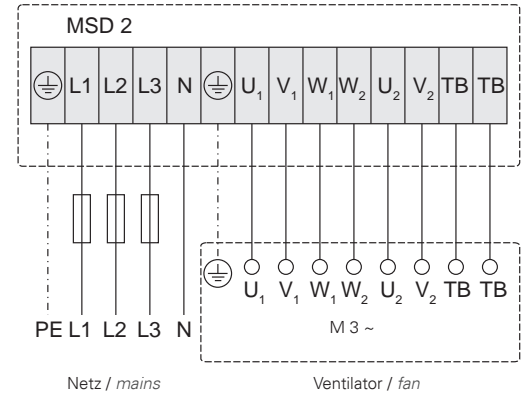 MSD 2
L1 L2 L3 N U₁ V₁ W₁ W₂ U₂ V₂ TB TB
U₁ V₁ W₁ W₂ U₂ V₂ TB TB
PE L1 L2 L3 N
M 3 ~
Netz / mains
Ventilator / fan